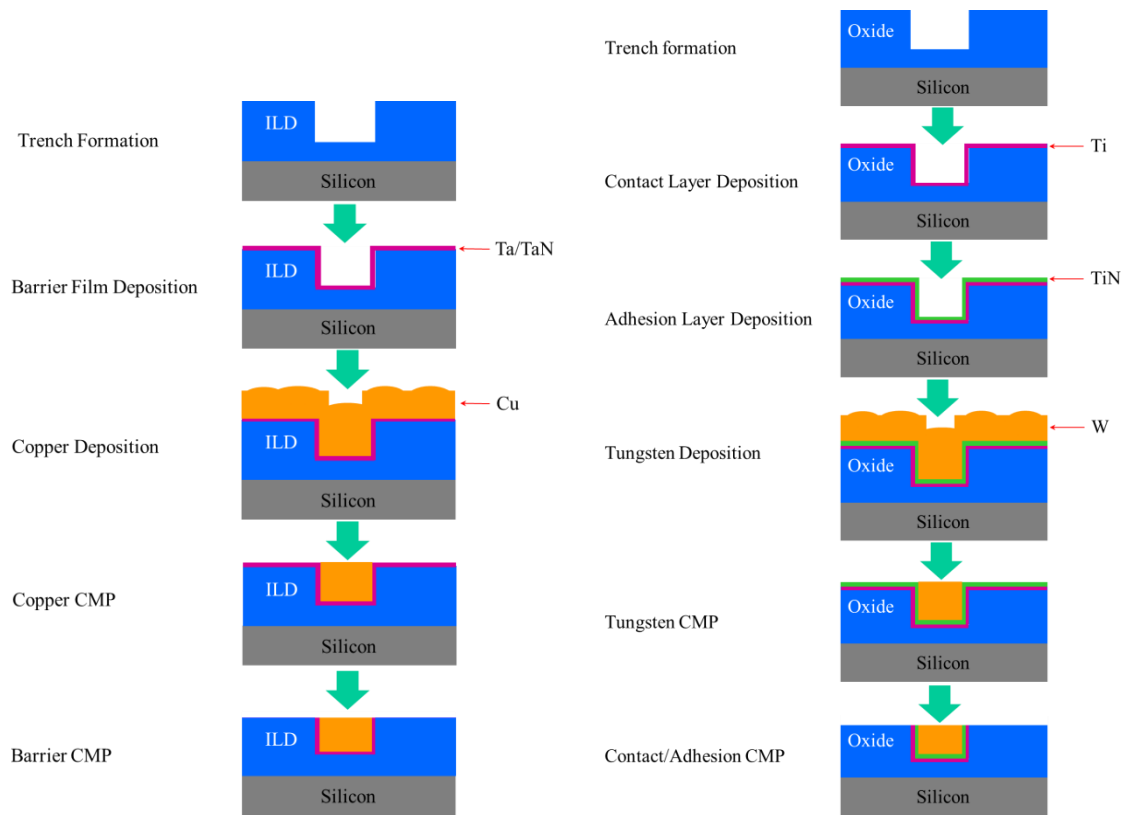 Trench Formation
ILD
Silicon
Barrier Film Deposition
ILD
Ta/TaN
Silicon
Copper Deposition
Cu
ILD
Silicon
Copper CMP
ILD
Silicon
Barrier CMP
ILD
Silicon
Trench formation
Oxide
Silicon
Contact Layer Deposition
Oxide
Ti
Silicon
Adhesion Layer Deposition
Oxide
TiN
Silicon
Tungsten Deposition
W
Oxide
Silicon
Tungsten CMP
Oxide
Silicon
Contact/Adhesion CMP
Oxide
Silicon